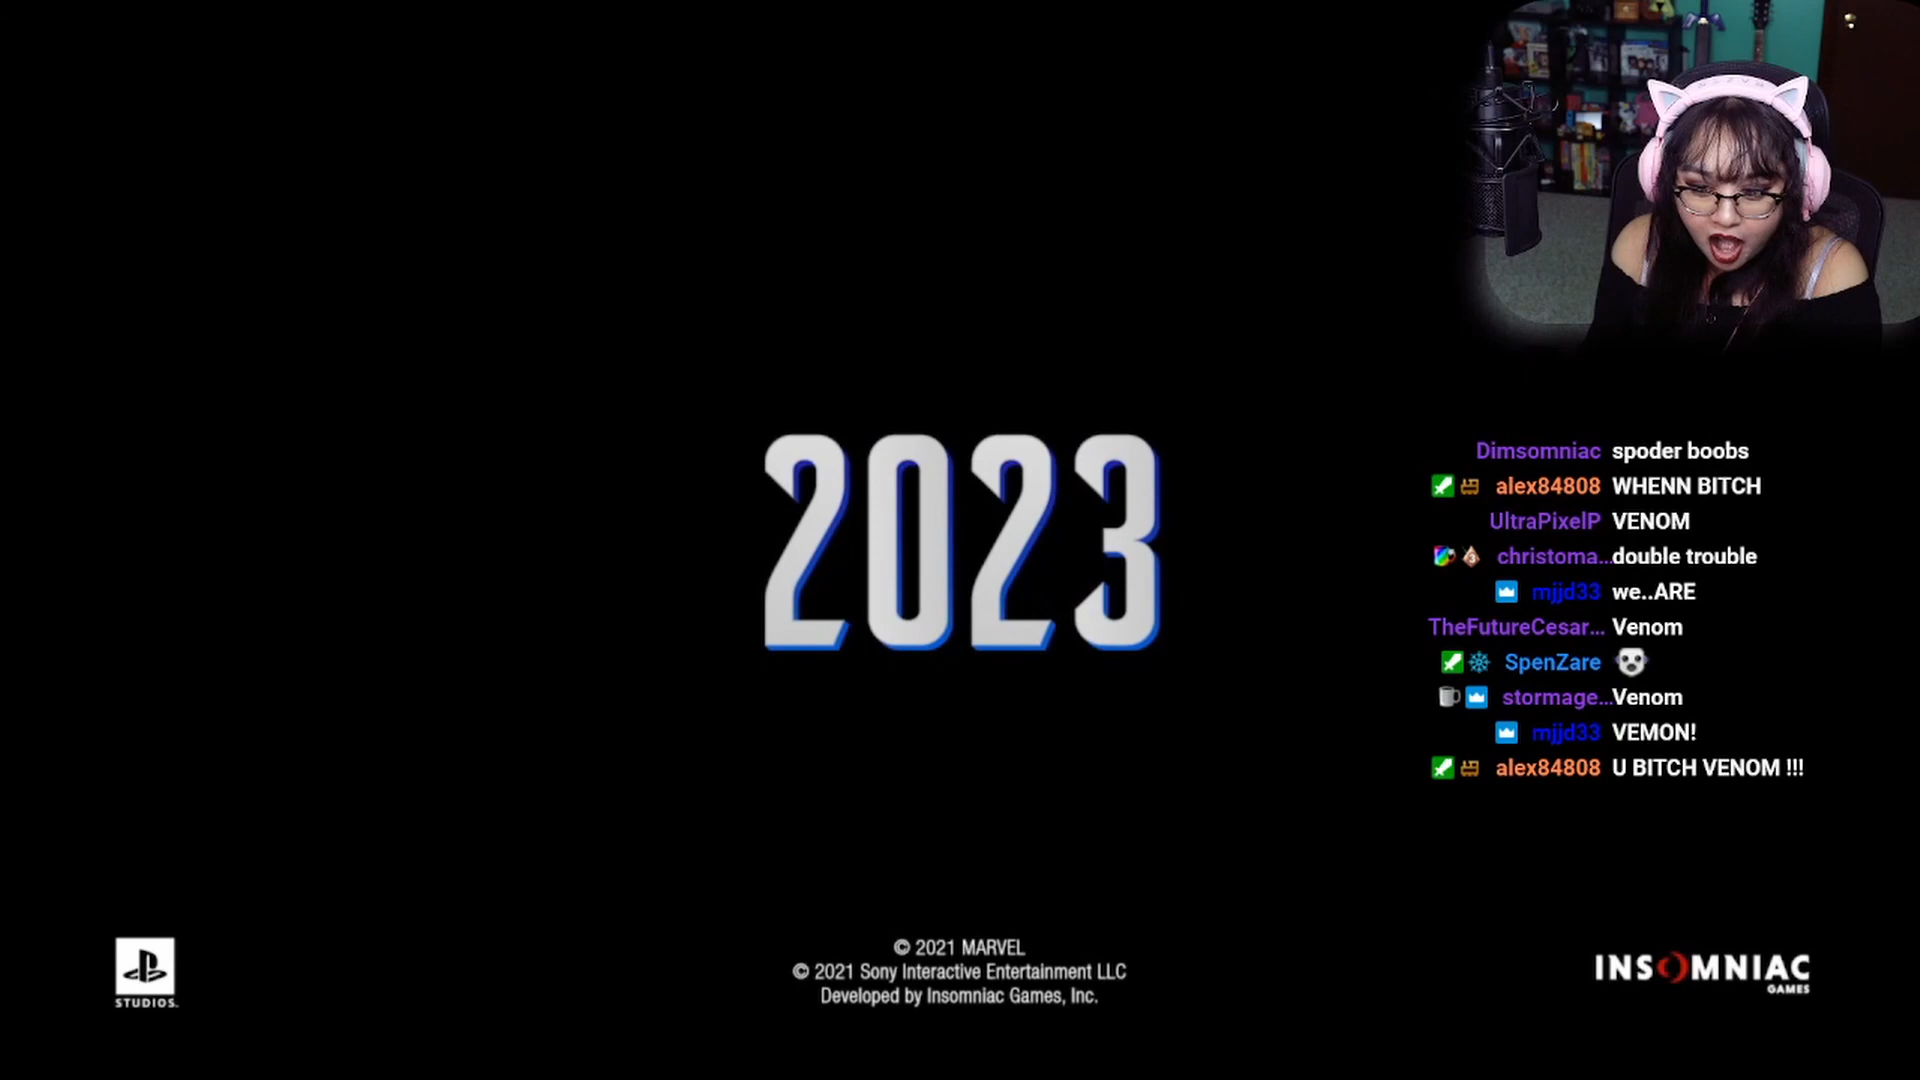 2023
Dimsomniac spoder boobs
alex84808 WHENN BITCH
UltraPixelP VENOM
christoma... double trouble
mjjd33 we..ARE
TheFutureCesar... Venom
SpenZare
stormage... Venom
mjjd33 VEMON!
alex84808 U BITCH VENOM !!!
STUDIOS
© 2021 MARVEL
© 2021 Sony Interactive Entertainment LLC
Developed by Insomniac Games, Inc.
INSOMNIAC
GAMES